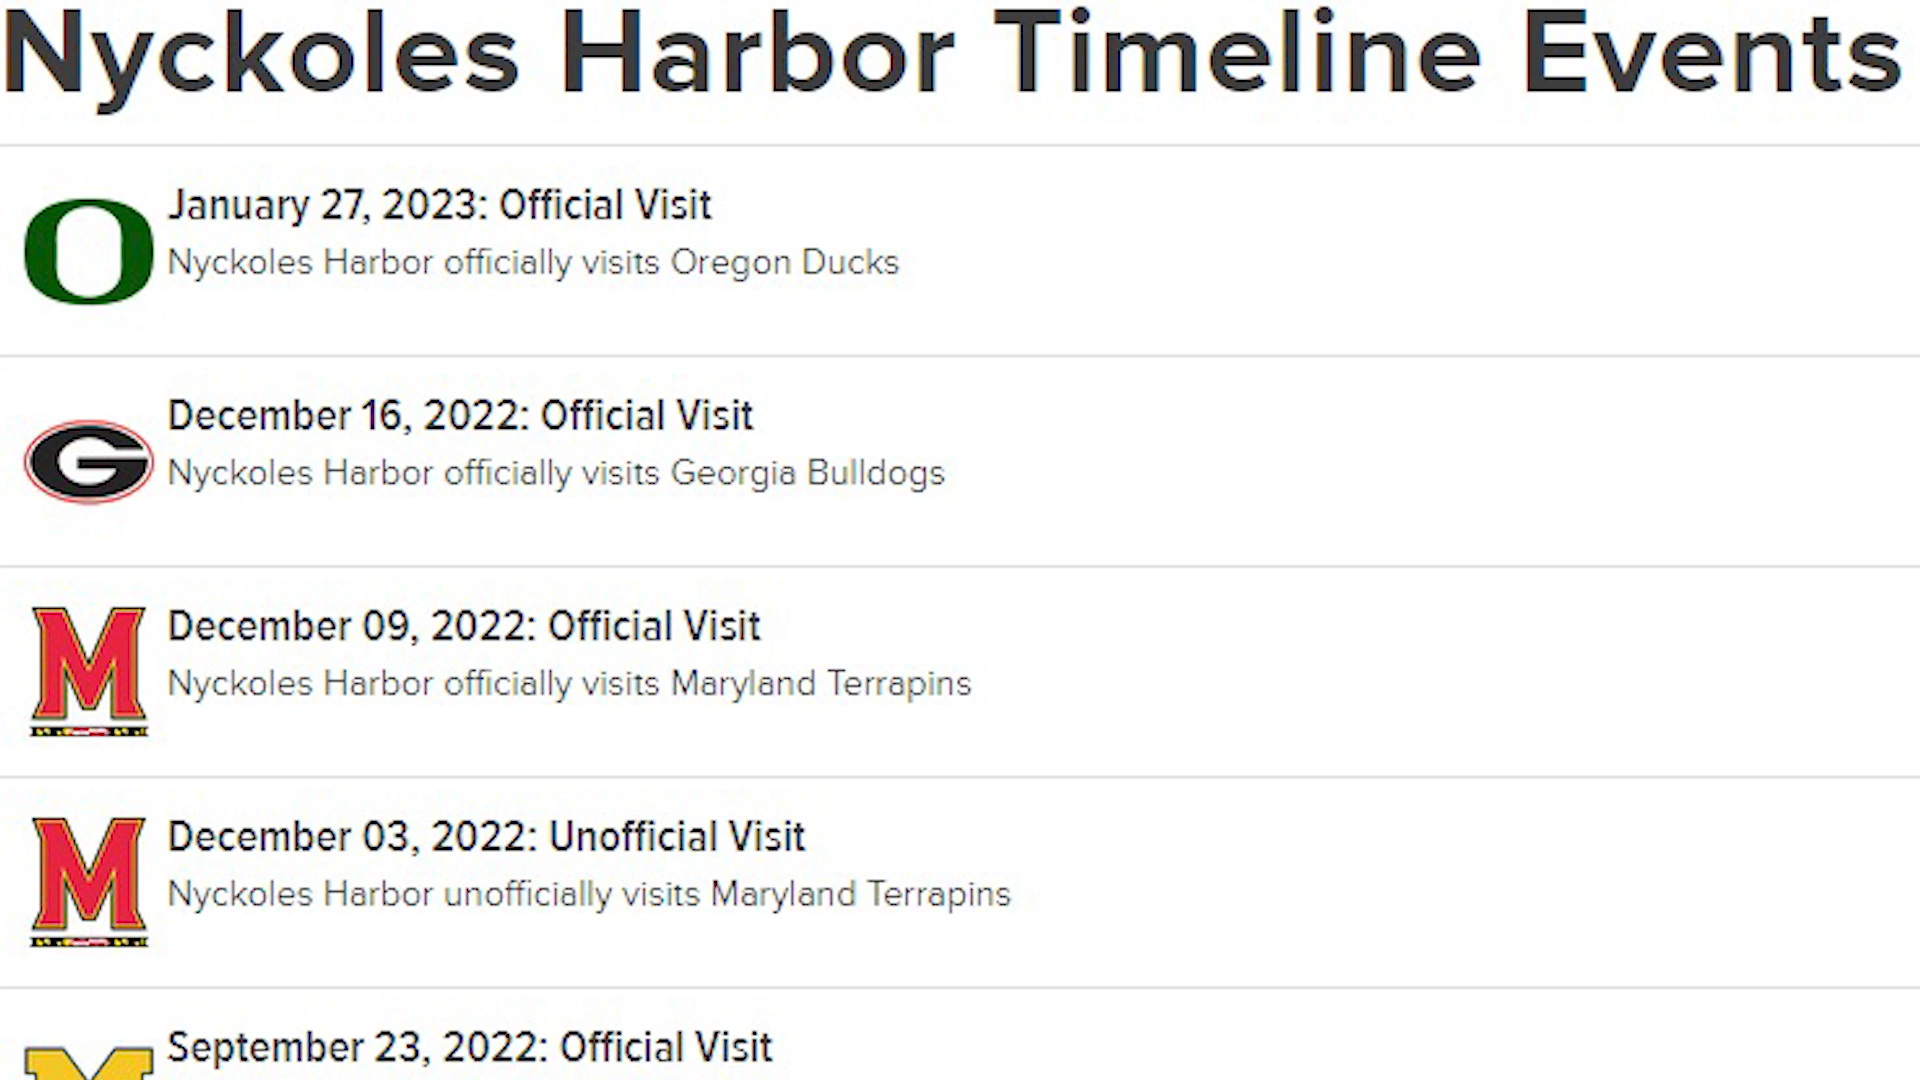 Nyckoles Harbor Timeline Events
January 27, 2023: Official Visit
Nyckoles Harbor officially visits Oregon Ducks
December 16, 2022: Official Visit
Nyckoles Harbor officially visits Georgia Bulldogs
December 09, 2022: Official Visit
Nyckoles Harbor officially visits Maryland Terrapins
December 03, 2022: Unofficial Visit
Nyckoles Harbor unofficially visits Maryland Terrapins
September 23, 2022: Official Visit